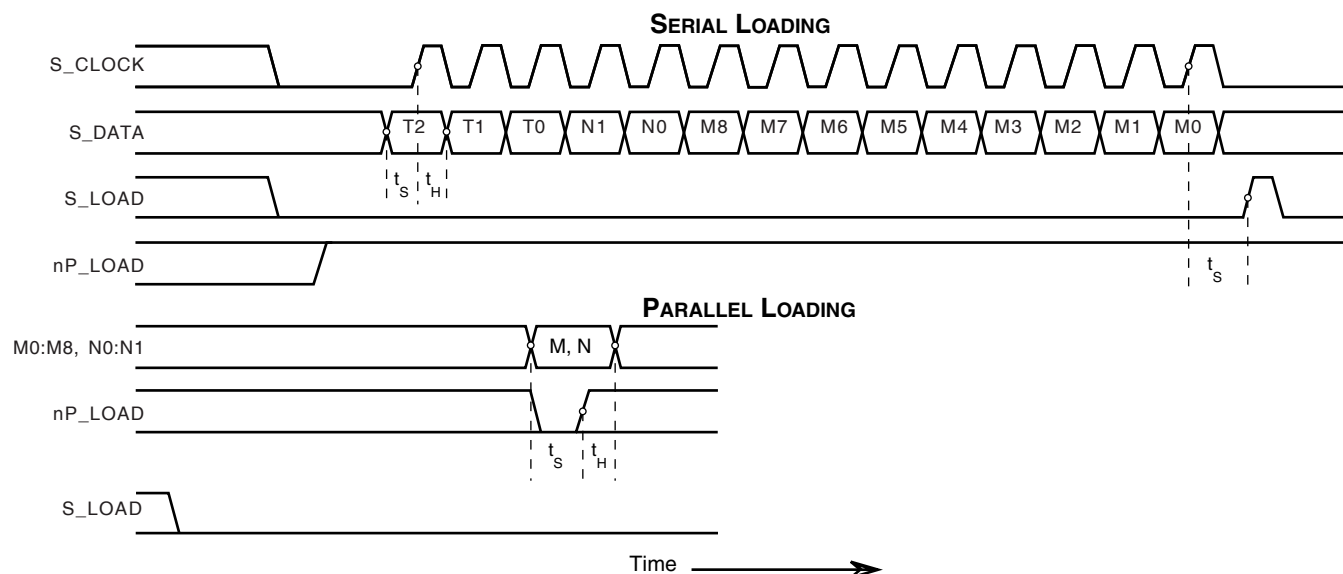 SERIAL LOADING
S_CLOCK
S_DATA T2 T1 T0 N1 N0 M8 M7 M6 M5 M4 M3 M2 M1 M0
tS tH
S_LOAD
nP_LOAD
tS
PARALLEL LOADING
M0:M8, N0:N1 M, N
nP_LOAD
tS tH
S_LOAD
Time